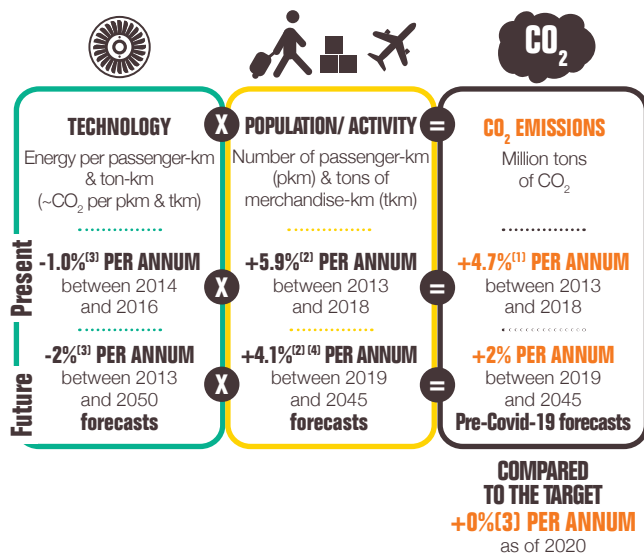 CO2
TECHNOLOGY
Energy per passenger-km
& ton-km
(~CO2 per pkm & tkm)
X
POPULATION/ ACTIVITY
Number of passenger-km
(pkm) & tons of
merchandise-km (tkm)
=
CO2 EMISSIONS
Million tons
of CO2
Present
-1.0%(3) PER ANNUM
between 2014
and 2016
X
+5.9%(2) PER ANNUM
between 2013
and 2018
=
+4.7%(1) PER ANNUM
between 2013
and 2018
Future
-2%(3) PER ANNUM
between 2013
and 2050
forecasts
X
+4.1%(2) (4) PER ANNUM
between 2019
and 2045
forecasts
=
+2% PER ANNUM
between 2019
and 2045
Pre-Covid-19 forecasts
COMPARED
TO THE TARGET
+0%(3) PER ANNUM
as of 2020